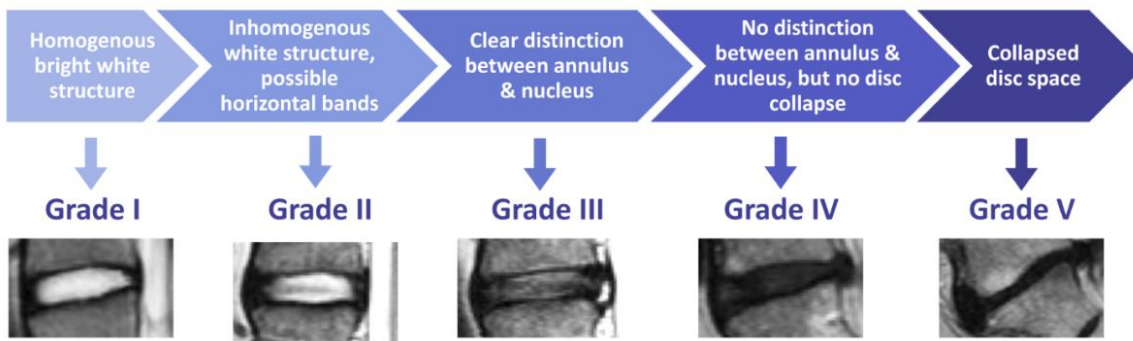 Homogenous
bright white
structure
Inhomogenous
white structure,
possible
horizontal bands
Clear distinction
between annulus
& nucleus
No distinction
between annulus &
nucleus, but no disc
collapse
Collapsed
disc space
Grade I
Grade II
Grade III
Grade IV
Grade V